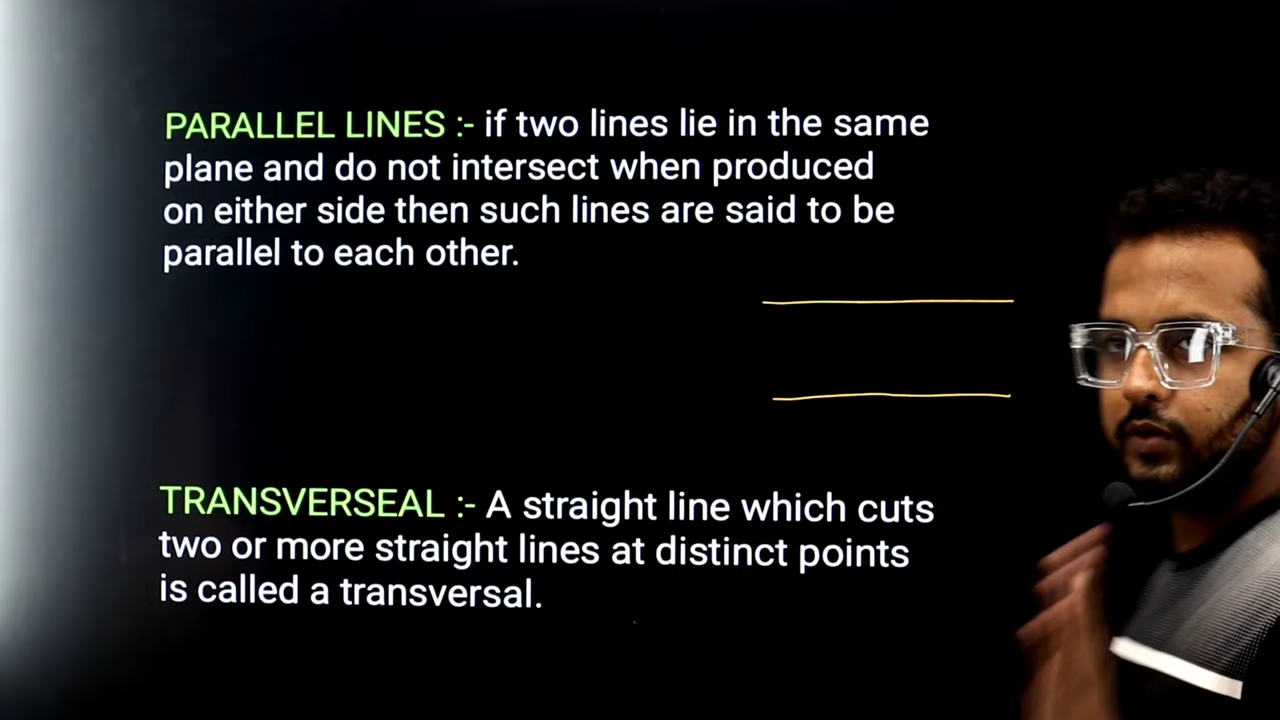 PARALLEL LINES :- if two lines lie in the same
plane and do not intersect when produced
on either side then such lines are said to be
parallel to each other.
TRANSVERSEAL :- A straight line which cuts
two or more straight lines at distinct points
is called a transversal.